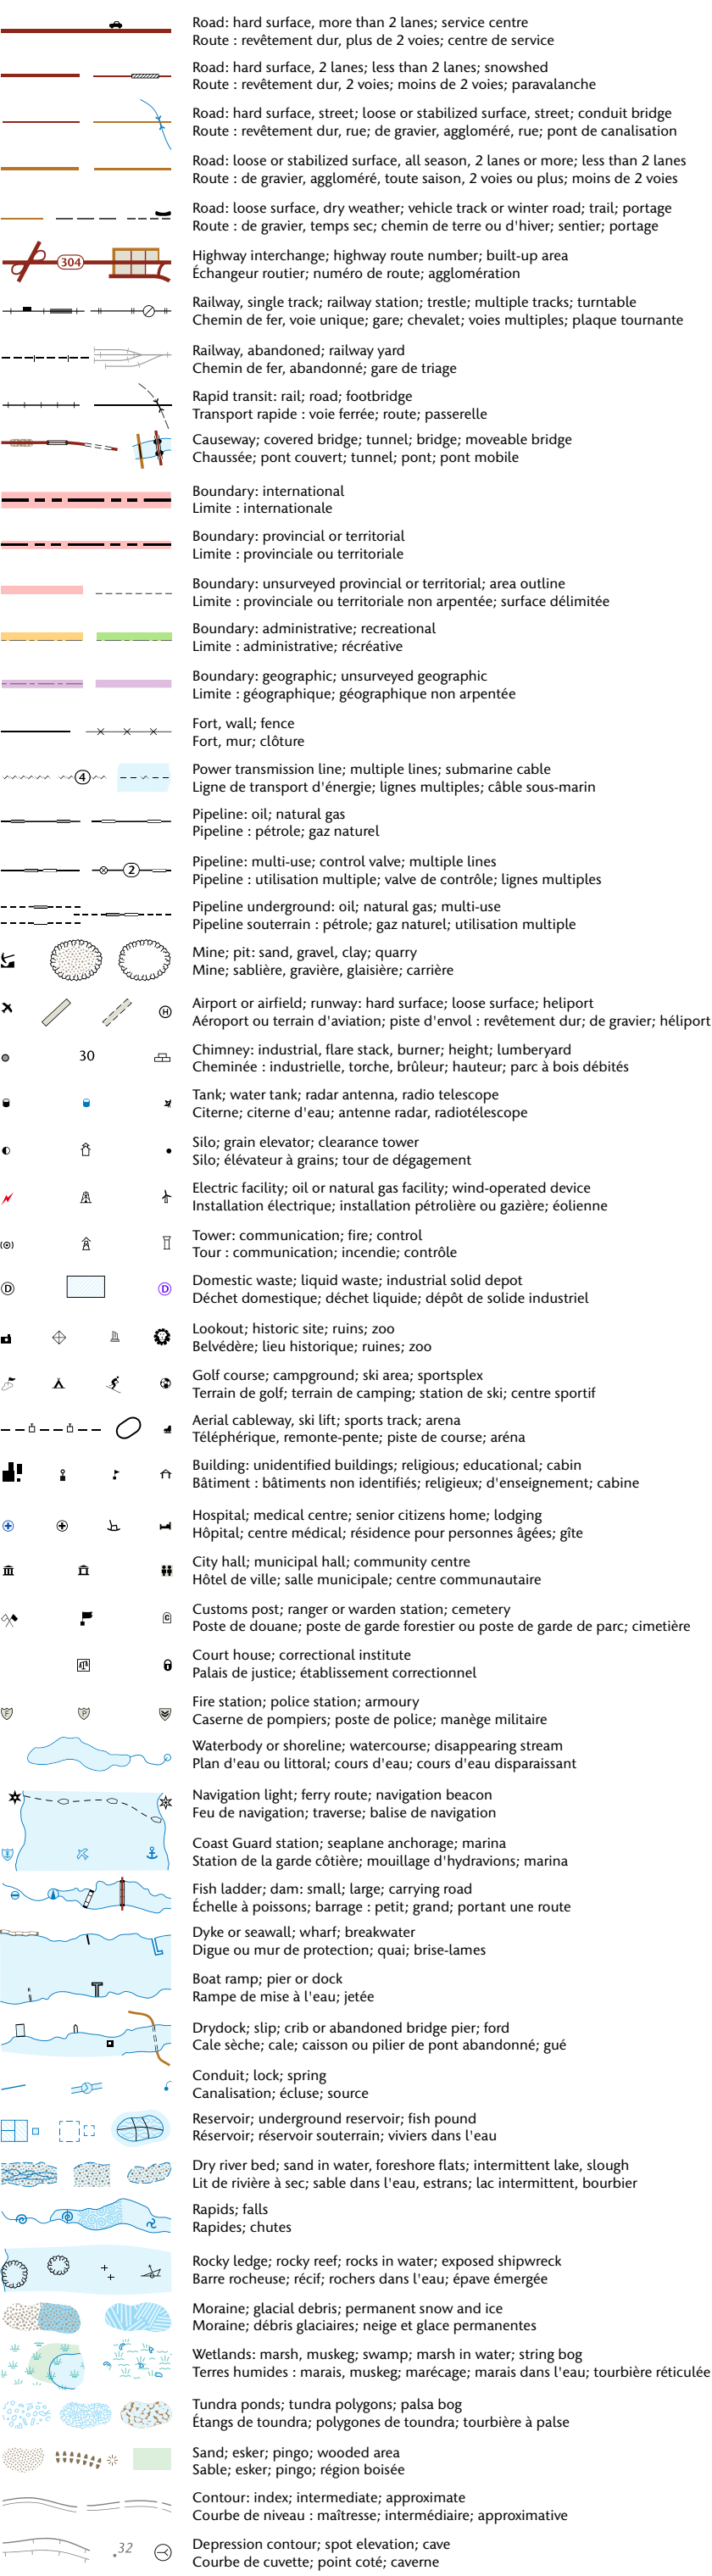 Road: hard surface, more than 2 lanes; service centre
Route : revêtement dur, plus de 2 voies; centre de service
Road: hard surface, 2 lanes; less than 2 lanes; snowshed
Route : revêtement dur, 2 voies; moins de 2 voies; paravalanche
Road: hard surface, street; loose or stabilized surface, street; conduit bridge
Route : revêtement dur, rue; de gravier, aggloméré, rue; pont de canalisation
Road: loose or stabilized surface, all season, 2 lanes or more; less than 2 lanes
Route : de gravier, aggloméré, toute saison, 2 voies ou plus; moins de 2 voies
Road: loose surface, dry weather; vehicle track or winter road; trail; portage
Route : de gravier, temps sec; chemin de terre ou d'hiver; sentier; portage
304
Highway interchange; highway route number; built-up area
Échangeur routier; numéro de route; agglomération
Railway, single track; railway station; trestle; multiple tracks; turntable
Chemin de fer, voie unique; gare; chevalet; voies multiples; plaque tournante
Railway, abandoned; railway yard
Chemin de fer, abandonné; gare de triage
Rapid transit: rail; road; footbridge
Transport rapide : voie ferrée; route; passerelle
Causeway; covered bridge; tunnel; bridge; moveable bridge
Chaussée; pont couvert; tunnel; pont; pont mobile
Boundary: international
Limite : internationale
Boundary: provincial or territorial
Limite : provinciale ou territoriale
Boundary: unsurveyed provincial or territorial; area outline
Limite : provinciale ou territoriale non arpentée; surface délimitée
Boundary: administrative; recreational
Limite : administrative; récréative
Boundary: geographic; unsurveyed geographic
Limite : géographique; géographique non arpentée
Fort, wall; fence
Fort, mur; clôture
4
Power transmission line; multiple lines; submarine cable
Ligne de transport d'énergie; lignes multiples; câble sous-marin
Pipeline: oil; natural gas
Pipeline : pétrole; gaz naturel
2
Pipeline: multi-use; control valve; multiple lines
Pipeline : utilisation multiple; valve de contrôle; lignes multiples
Pipeline underground: oil; natural gas; multi-use
Pipeline souterrain : pétrole; gaz naturel; utilisation multiple
Mine; pit: sand, gravel, clay; quarry
Mine; sablière, gravière, glaisière; carrière
H
Airport or airfield; runway: hard surface; loose surface; heliport
Aéroport ou terrain d'aviation; piste d'envol : revêtement dur; de gravier; héliport
30
Chimney: industrial, flare stack, burner; height; lumberyard
Cheminée : industrielle, torche, brûleur; hauteur; parc à bois débités
Tank; water tank; radar antenna, radio telescope
Citerne; citerne d'eau; antenne radar, radiotélescope
Silo; grain elevator; clearance tower
Silo; élévateur à grains; tour de dégagement
Electric facility; oil or natural gas facility; wind-operated device
Installation électrique; installation pétrolière ou gazière; éolienne
Tower: communication; fire; control
Tour : communication; incendie; contrôle
D D
Domestic waste; liquid waste; industrial solid depot
Déchet domestique; déchet liquide; dépôt de solide industriel
Lookout; historic site; ruins; zoo
Belvédère; lieu historique; ruines; zoo
Golf course; campground; ski area; sportsplex
Terrain de golf; terrain de camping; station de ski; centre sportif
Aerial cableway, ski lift; sports track; arena
Téléphérique, remonte-pente; piste de course; aréna
Building: unidentified buildings; religious; educational; cabin
Bâtiment : bâtiments non identifiés; religieux; d'enseignement; cabine
Hospital; medical centre; senior citizens home; lodging
Hôpital; centre médical; résidence pour personnes âgées; gîte
City hall; municipal hall; community centre
Hôtel de ville; salle municipale; centre communautaire
C
Customs post; ranger or warden station; cemetery
Poste de douane; poste de garde forestier ou poste de garde de parc; cimetière
Court house; correctional institute
Palais de justice; établissement correctionnel
F P
Fire station; police station; armoury
Caserne de pompiers; poste de police; manège militaire
Waterbody or shoreline; watercourse; disappearing stream
Plan d'eau ou littoral; cours d'eau; cours d'eau disparaissant
Navigation light; ferry route; navigation beacon
Feu de navigation; traverse; balise de navigation
Coast Guard station; seaplane anchorage; marina
Station de la garde côtière; mouillage d'hydravions; marina
Fish ladder; dam: small; large; carrying road
Échelle à poissons; barrage : petit; grand; portant une route
Dyke or seawall; wharf; breakwater
Digue ou mur de protection; quai; brise-lames
Boat ramp; pier or dock
Rampe de mise à l'eau; jetée
Drydock; slip; crib or abandoned bridge pier; ford
Cale sèche; cale; caisson ou pilier de pont abandonné; gué
Conduit; lock; spring
Canalisation; écluse; source
Reservoir; underground reservoir; fish pound
Réservoir; réservoir souterrain; viviers dans l'eau
Dry river bed; sand in water, foreshore flats; intermittent lake, slough
Lit de rivière à sec; sable dans l'eau, estrans; lac intermittent, bourbier
Rapids; falls
Rapides; chutes
Rocky ledge; rocky reef; rocks in water; exposed shipwreck
Barre rocheuse; récif; rochers dans l'eau; épave émergée
Moraine; glacial debris; permanent snow and ice
Moraine; débris glaciaires; neige et glace permanentes
Wetlands: marsh, muskeg; swamp; marsh in water; string bog
Terres humides : marais, muskeg; marécage; marais dans l'eau; tourbière réticulée
Tundra ponds; tundra polygons; palsa bog
Étangs de toundra; polygones de toundra; tourbière à palse
Sand; esker; pingo; wooded area
Sable; esker; pingo; région boisée
Contour: index; intermediate; approximate
Courbe de niveau : maîtresse; intermédiaire; approximative
.32
Depression contour; spot elevation; cave
Courbe de cuvette; point coté; caverne